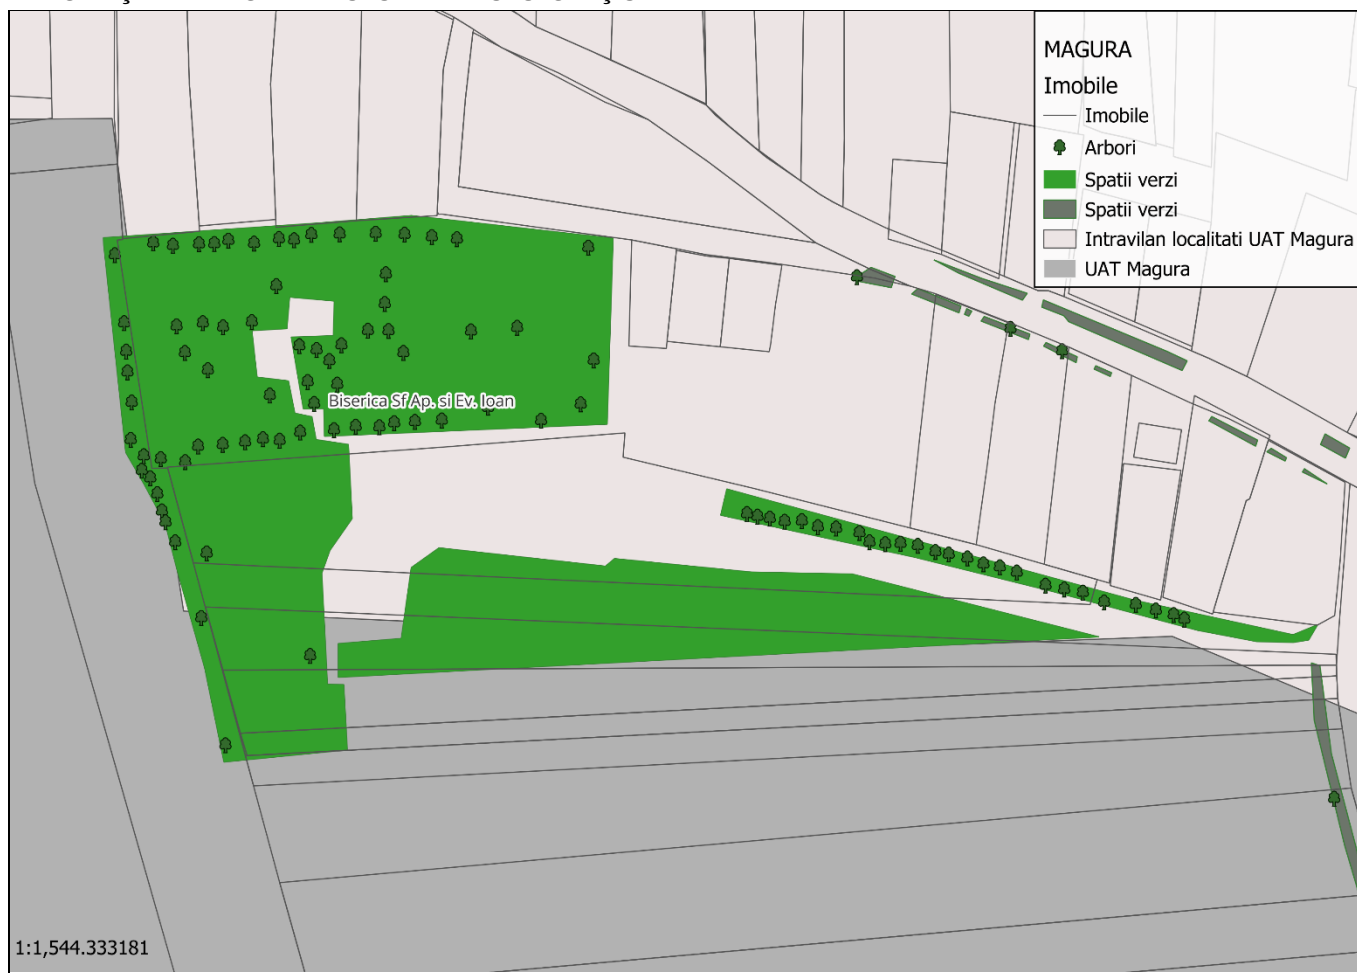 MAGURA
Imobile
Imobile
Arbori
Spatii verzi
Spatii verzi
Intravilan localitati UAT Magura
UAT Magura
Biserica Sf Ap. si Ev. Ioan
1:1,544.333181